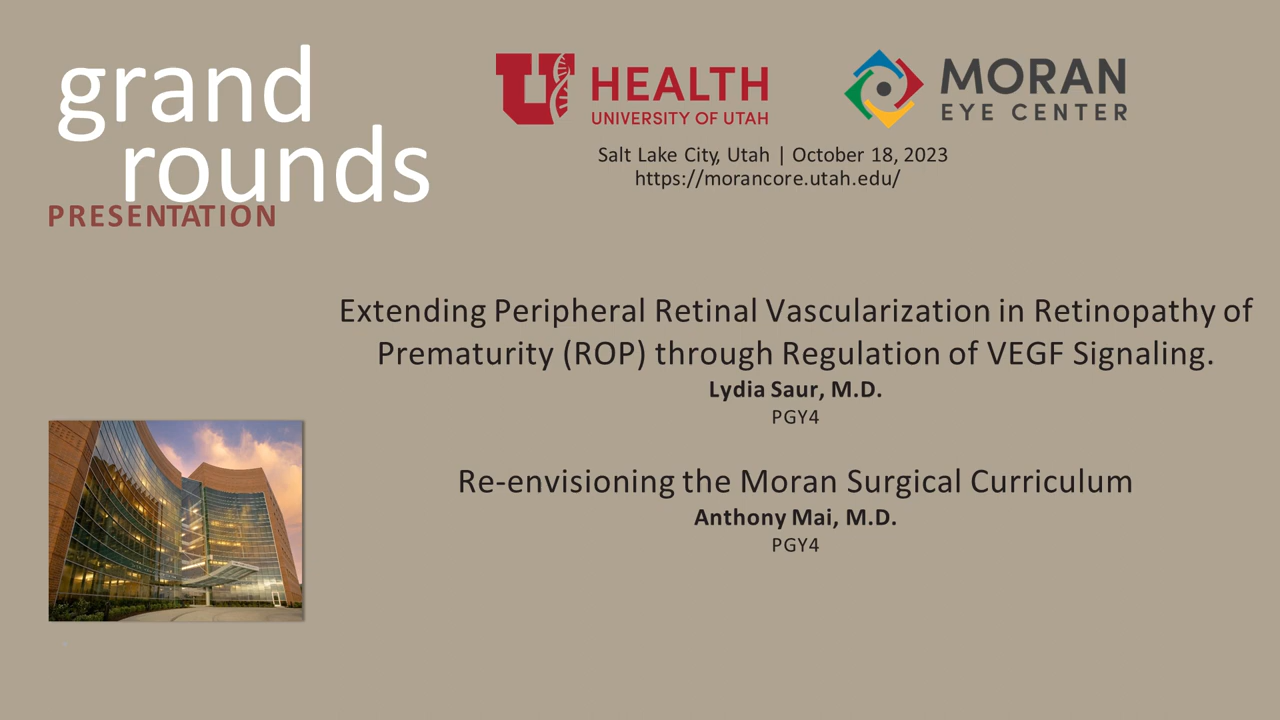 grand
rounds
PRESENTATION
U HEALTH
UNIVERSITY OF UTAH
MORAN
EYE CENTER
Salt Lake City, Utah | October 18, 2023
https://morancore.utah.edu/
Extending Peripheral Retinal Vascularization in Retinopathy of
Prematurity (ROP) through Regulation of VEGF Signaling.
Lydia Saur, M.D.
PGY4
Re-envisioning the Moran Surgical Curriculum
Anthony Mai, M.D.
PGY4